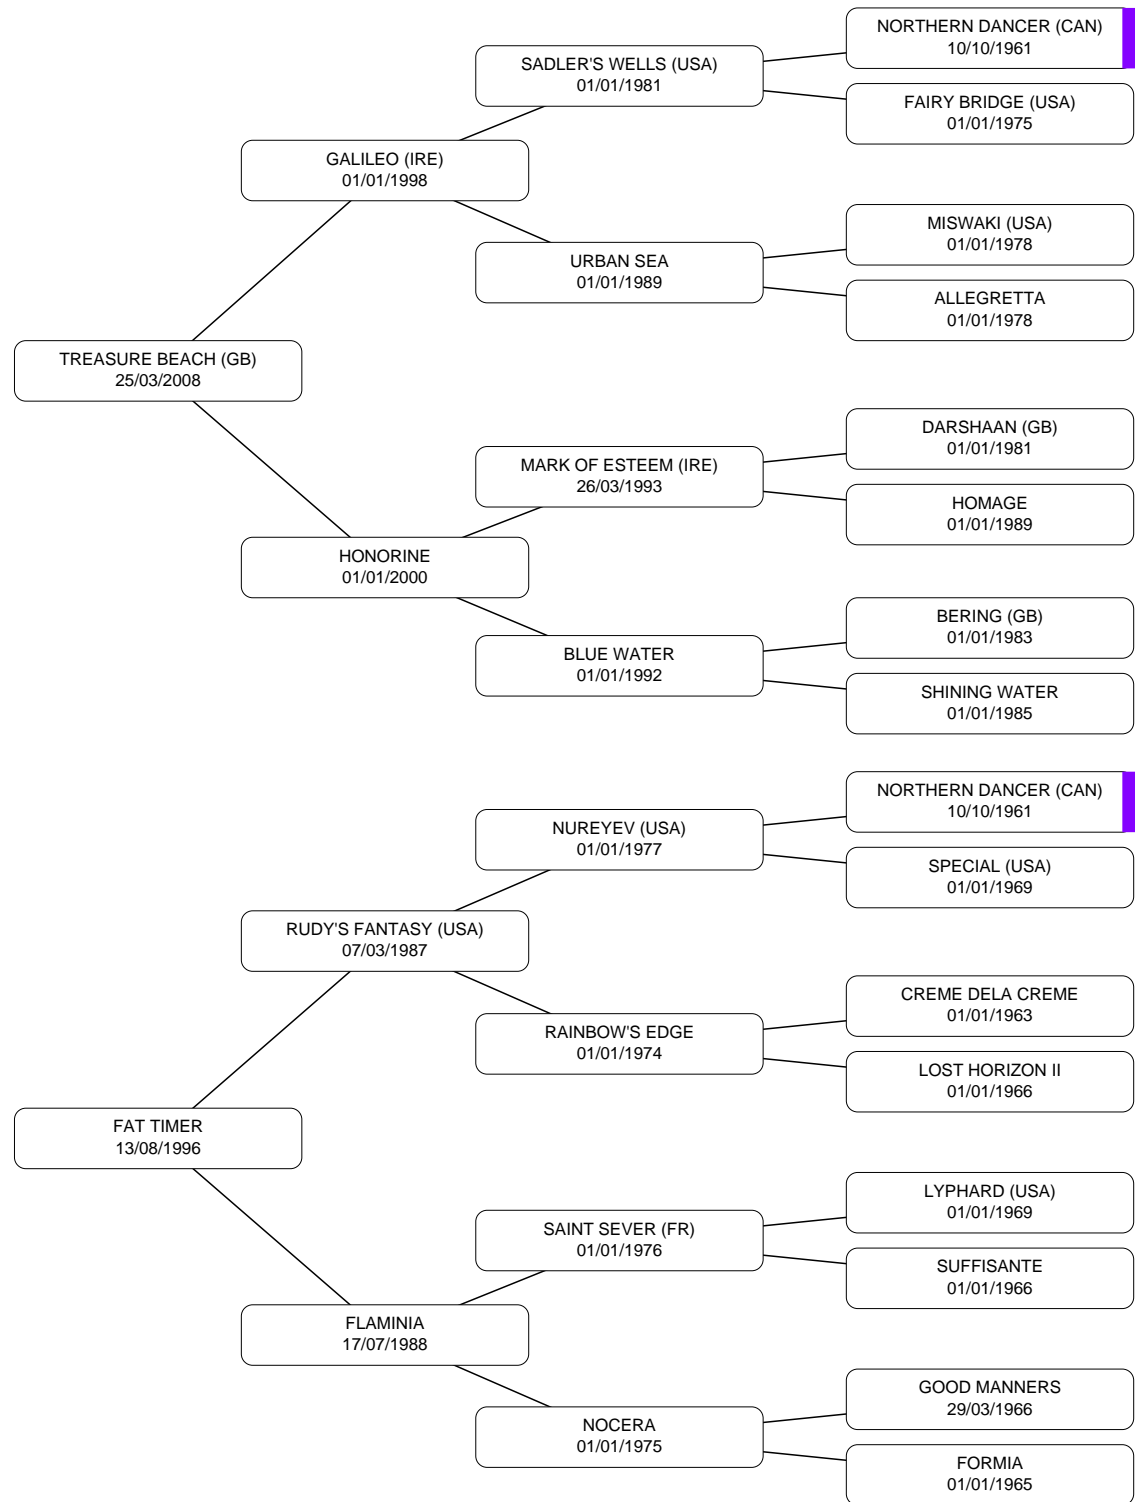 NORTHERN DANCER (CAN)
10/10/1961
SADLER'S WELLS (USA)
01/01/1981
FAIRY BRIDGE (USA)
01/01/1975
GALILEO (IRE)
01/01/1998
MISWAKI (USA)
01/01/1978
URBAN SEA
01/01/1989
ALLEGRETTA
01/01/1978
TREASURE BEACH (GB)
25/03/2008
DARSHAAN (GB)
01/01/1981
MARK OF ESTEEM (IRE)
26/03/1993
HOMAGE
01/01/1989
HONORINE
01/01/2000
BERING (GB)
01/01/1983
BLUE WATER
01/01/1992
SHINING WATER
01/01/1985
NORTHERN DANCER (CAN)
10/10/1961
NUREYEV (USA)
01/01/1977
SPECIAL (USA)
01/01/1969
RUDY'S FANTASY (USA)
07/03/1987
CREME DELA CREME
01/01/1963
RAINBOW'S EDGE
01/01/1974
LOST HORIZON II
01/01/1966
FAT TIMER
13/08/1996
LYPHARD (USA)
01/01/1969
SAINT SEVER (FR)
01/01/1976
SUFFISANTE
01/01/1966
FLAMINIA
17/07/1988
GOOD MANNERS
29/03/1966
NOCERA
01/01/1975
FORMIA
01/01/1965